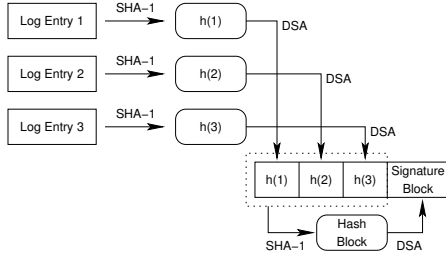 SHA−1
Log Entry 1
h(1)
DSA
SHA−1
Log Entry 2
h(2)
DSA
SHA−1
Log Entry 3
h(3)
DSA
h(1) h(2) h(3) Signature
Block
Hash
Block
SHA−1
DSA